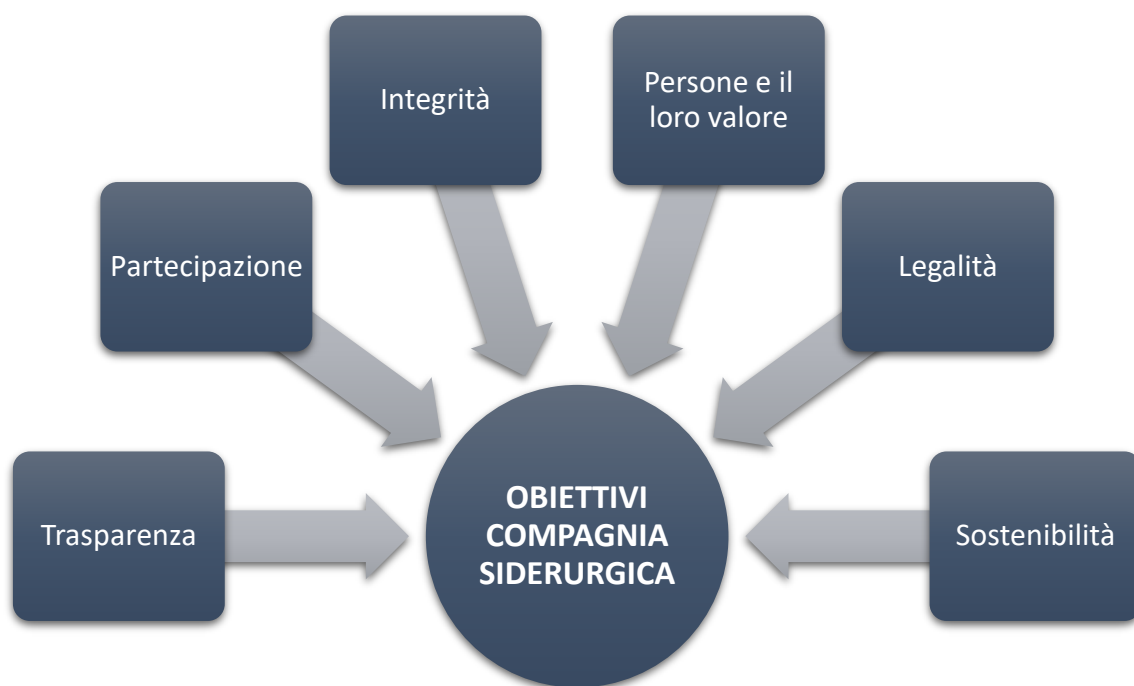 Integrità
Persone e il
loro valore
Partecipazione
Legalità
Trasparenza
OBIETTIVI
COMPAGNIA
SIDERURGICA
Sostenibilità